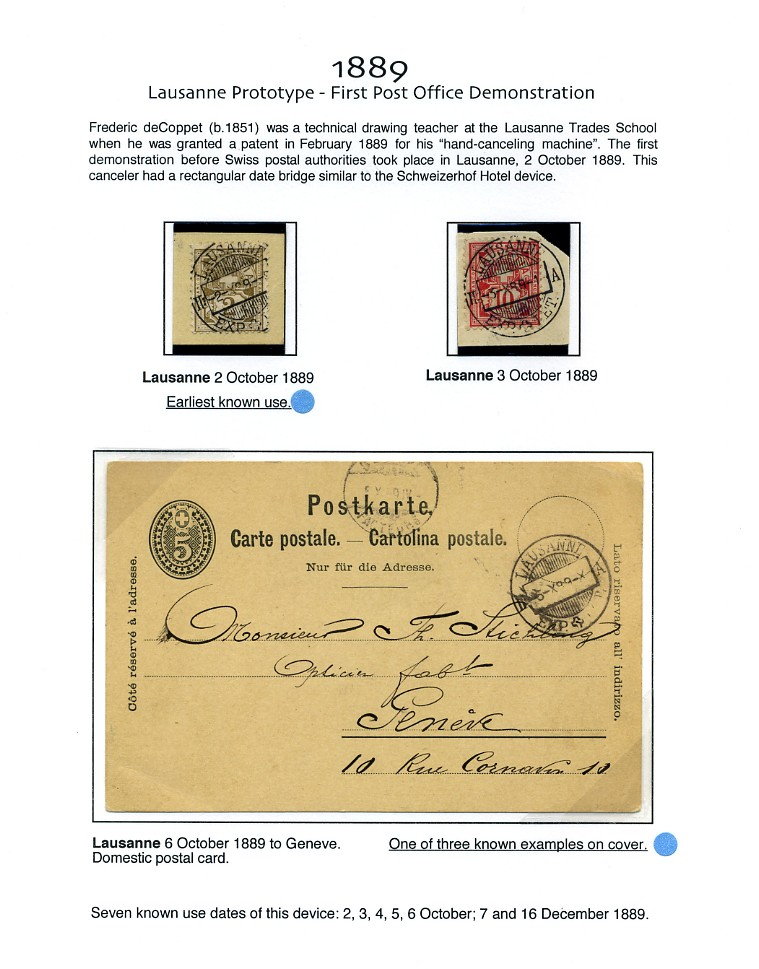 1889
Lausanne Prototype - First Post Office Demonstration
Frederic deCoppet (b.1851) was a technical drawing teacher at the Lausanne Trades School
when he was granted a patent in February 1889 for his “hand-canceling machine”. The first
demonstration before Swiss postal authorities took place in Lausanne, 2 October 1889. This
canceler had a rectangular date bridge similar to the Schweizerhof Hotel device.
LAUSANNE
2
EXP.
LAUSANNE
10
A
EXP. LET.
Lausanne 2 October 1889
Earliest known use.
Lausanne 3 October 1889
5
Postkarte.
Carte postale. — Cartolina postale.
Nur für die Adresse.
Côté réservé à l'adresse.
Lato riservato all' indirizzo.
LAUSANNE
EXP.
Monsieur Th.
Opticien fabt
Genève
10 Rue Cornavin 10
Lausanne 6 October 1889 to Geneve.
Domestic postal card.
One of three known examples on cover.
Seven known use dates of this device: 2, 3, 4, 5, 6 October; 7 and 16 December 1889.